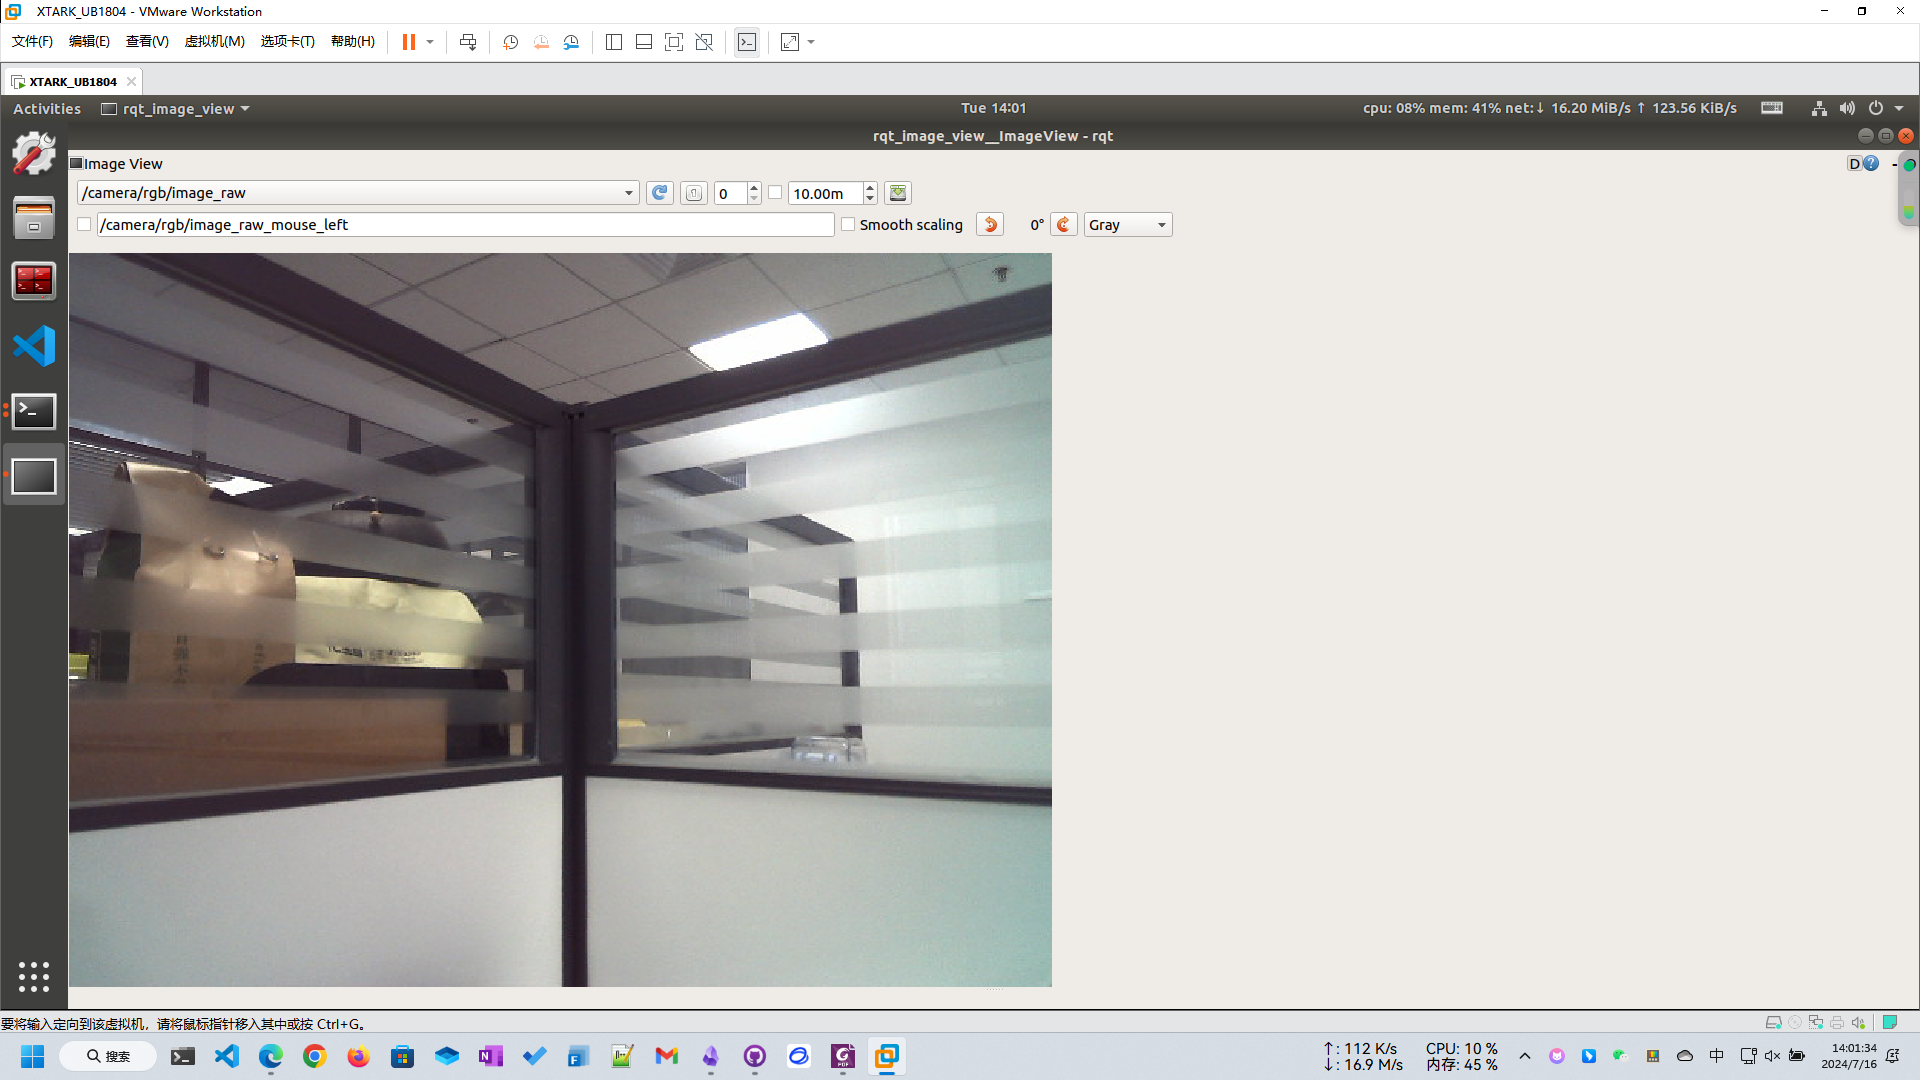 XTARK_UB1804 - VMware Workstation
文件(F) 编辑(E) 查看(V) 虚拟机(M) 选项卡(T) 帮助(H)
XTARK_UB1804
Activities rqt_image_view Tue 14:01 cpu: 08% mem: 41% net:↓ 16.20 MiB/s ↑ 123.56 KiB/s
rqt_image_view__ImageView - rqt
Image View D ?
/camera/rgb/image_raw 0 10.00m
/camera/rgb/image_raw_mouse_left Smooth scaling 0° Gray
要将输入定向到该虚拟机，请将鼠标指针移入其中或按 Ctrl+G。
搜索
↑: 112 K/s CPU: 10 % 中 14:01:34
↓: 16.9 M/s 内存: 45 % 2024/7/16